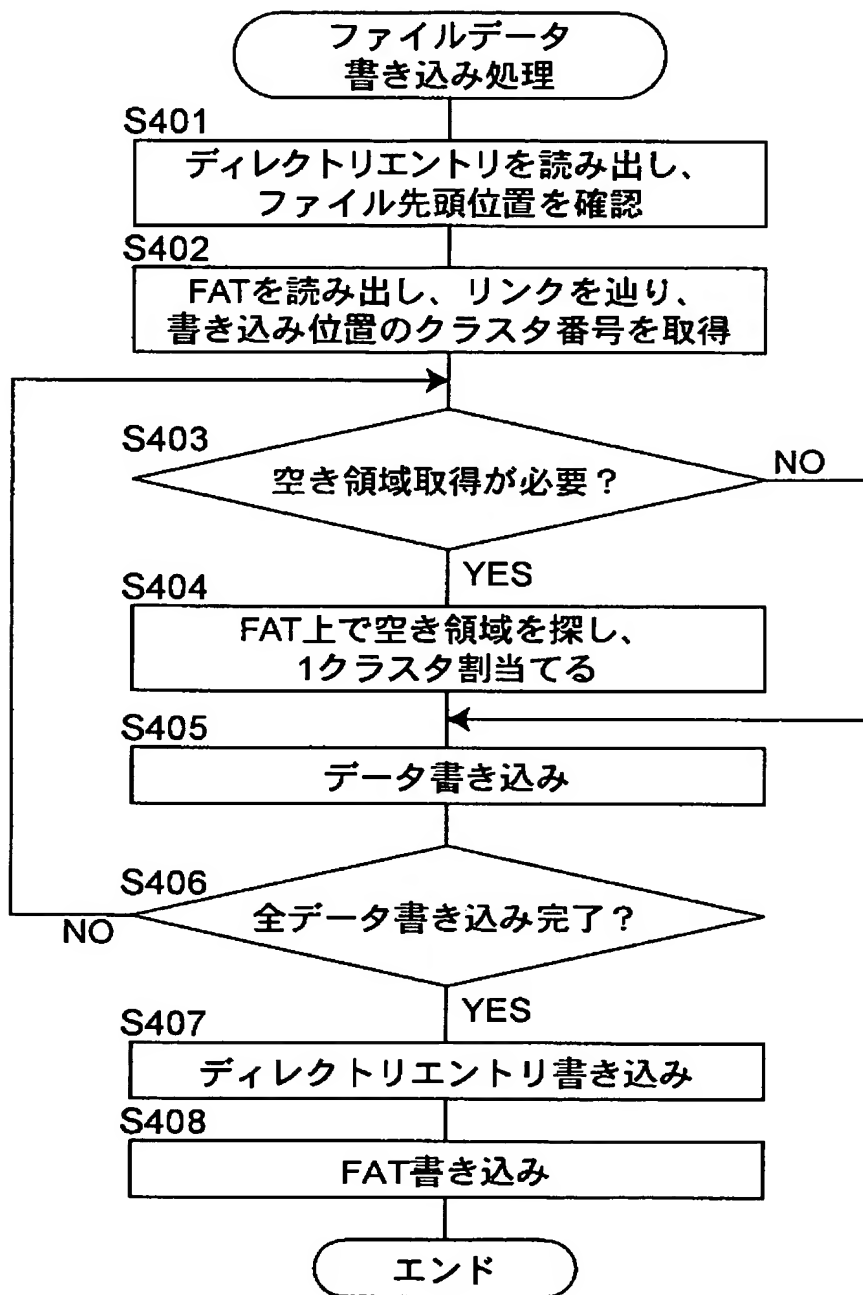 ファイルデータ
書き込み処理
S401
ディレクトリエントリを読み出し、
ファイル先頭位置を確認
S402
FATを読み出し、リンクを辿り、
書き込み位置のクラスタ番号を取得
S403
空き領域取得が必要？
NO
YES
S404
FAT上で空き領域を探し、
1クラスタ割当てる
S405
データ書き込み
S406
全データ書き込み完了？
NO
YES
S407
ディレクトリエントリ書き込み
S408
FAT書き込み
エンド